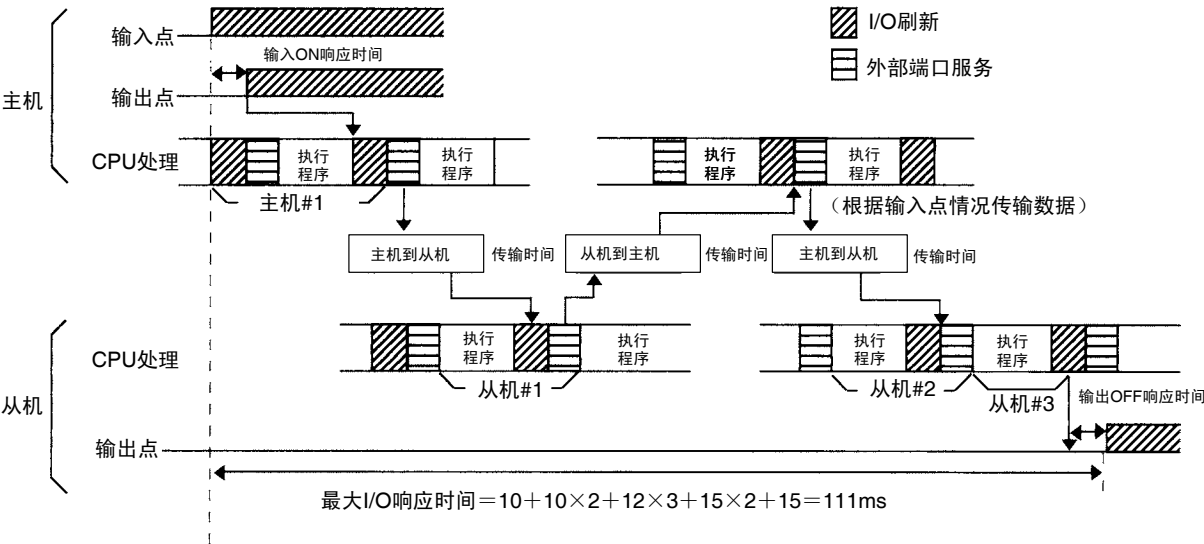 I/O刷新
外部端口服务
主机
输入点
输入ON响应时间
输出点
CPU处理
执行
程序
执行
程序
执行
程序
执行
程序
主机#1
（根据输入点情况传输数据）
主机到从机
传输时间
从机到主机
传输时间
主机到从机
传输时间
从机
CPU处理
执行
程序
执行
程序
执行
程序
执行
程序
从机#1
从机#2
从机#3
输出OFF响应时间
输出点
最大I/O响应时间＝10＋10×2＋12×3＋15×2＋15＝111ms